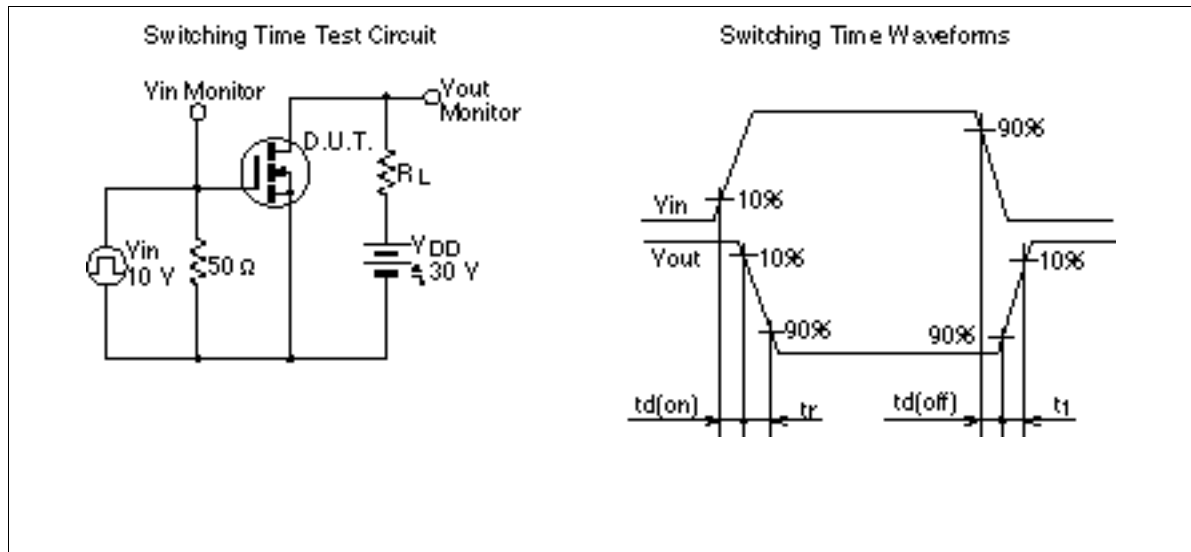 Switching Time Test Circuit
Vin Monitor
Vout
Monitor
D.U.T.
RL
Vin
10 V
50 Ω
VDD
30 V
Switching Time Waveforms
90%
Vin
10%
Vout
10%
10%
90%
90%
td(on)
tr
td(off)
tf